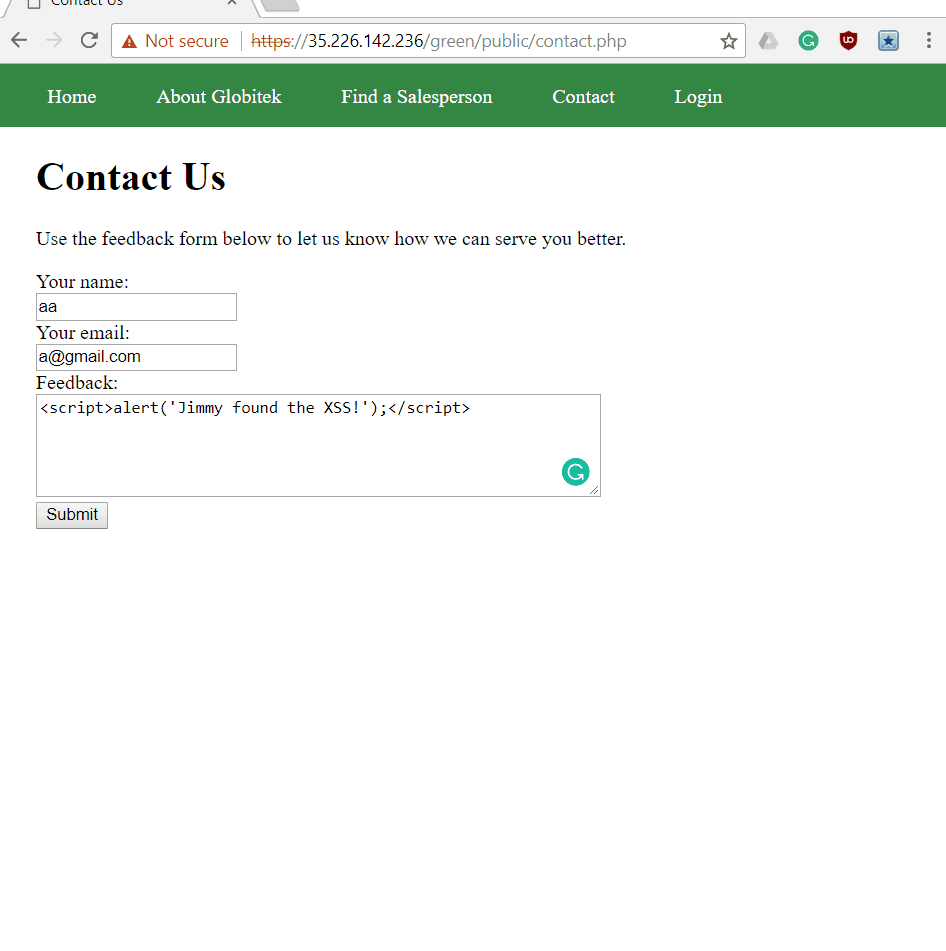 Contact Us
Not secure https://35.226.142.236/green/public/contact.php
Home About Globitek Find a Salesperson Contact Login
Contact Us
Use the feedback form below to let us know how we can serve you better.
Your name:
aa
Your email:
a@gmail.com
Feedback:
<script>alert('Jimmy found the XSS!');</script>
Submit